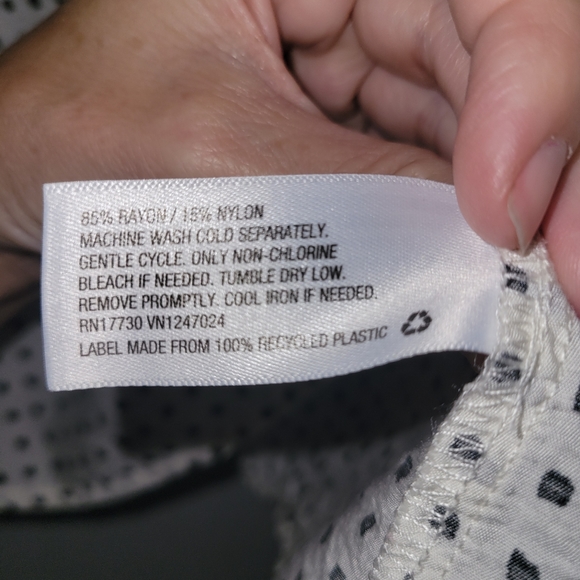 85% RAYON / 15% NYLON
MACHINE WASH COLD SEPARATELY.
GENTLE CYCLE. ONLY NON-CHLORINE
BLEACH IF NEEDED. TUMBLE DRY LOW.
REMOVE PROMPTLY. COOL IRON IF NEEDED.
RN17730 VN1247024
LABEL MADE FROM 100% RECYCLED PLASTIC